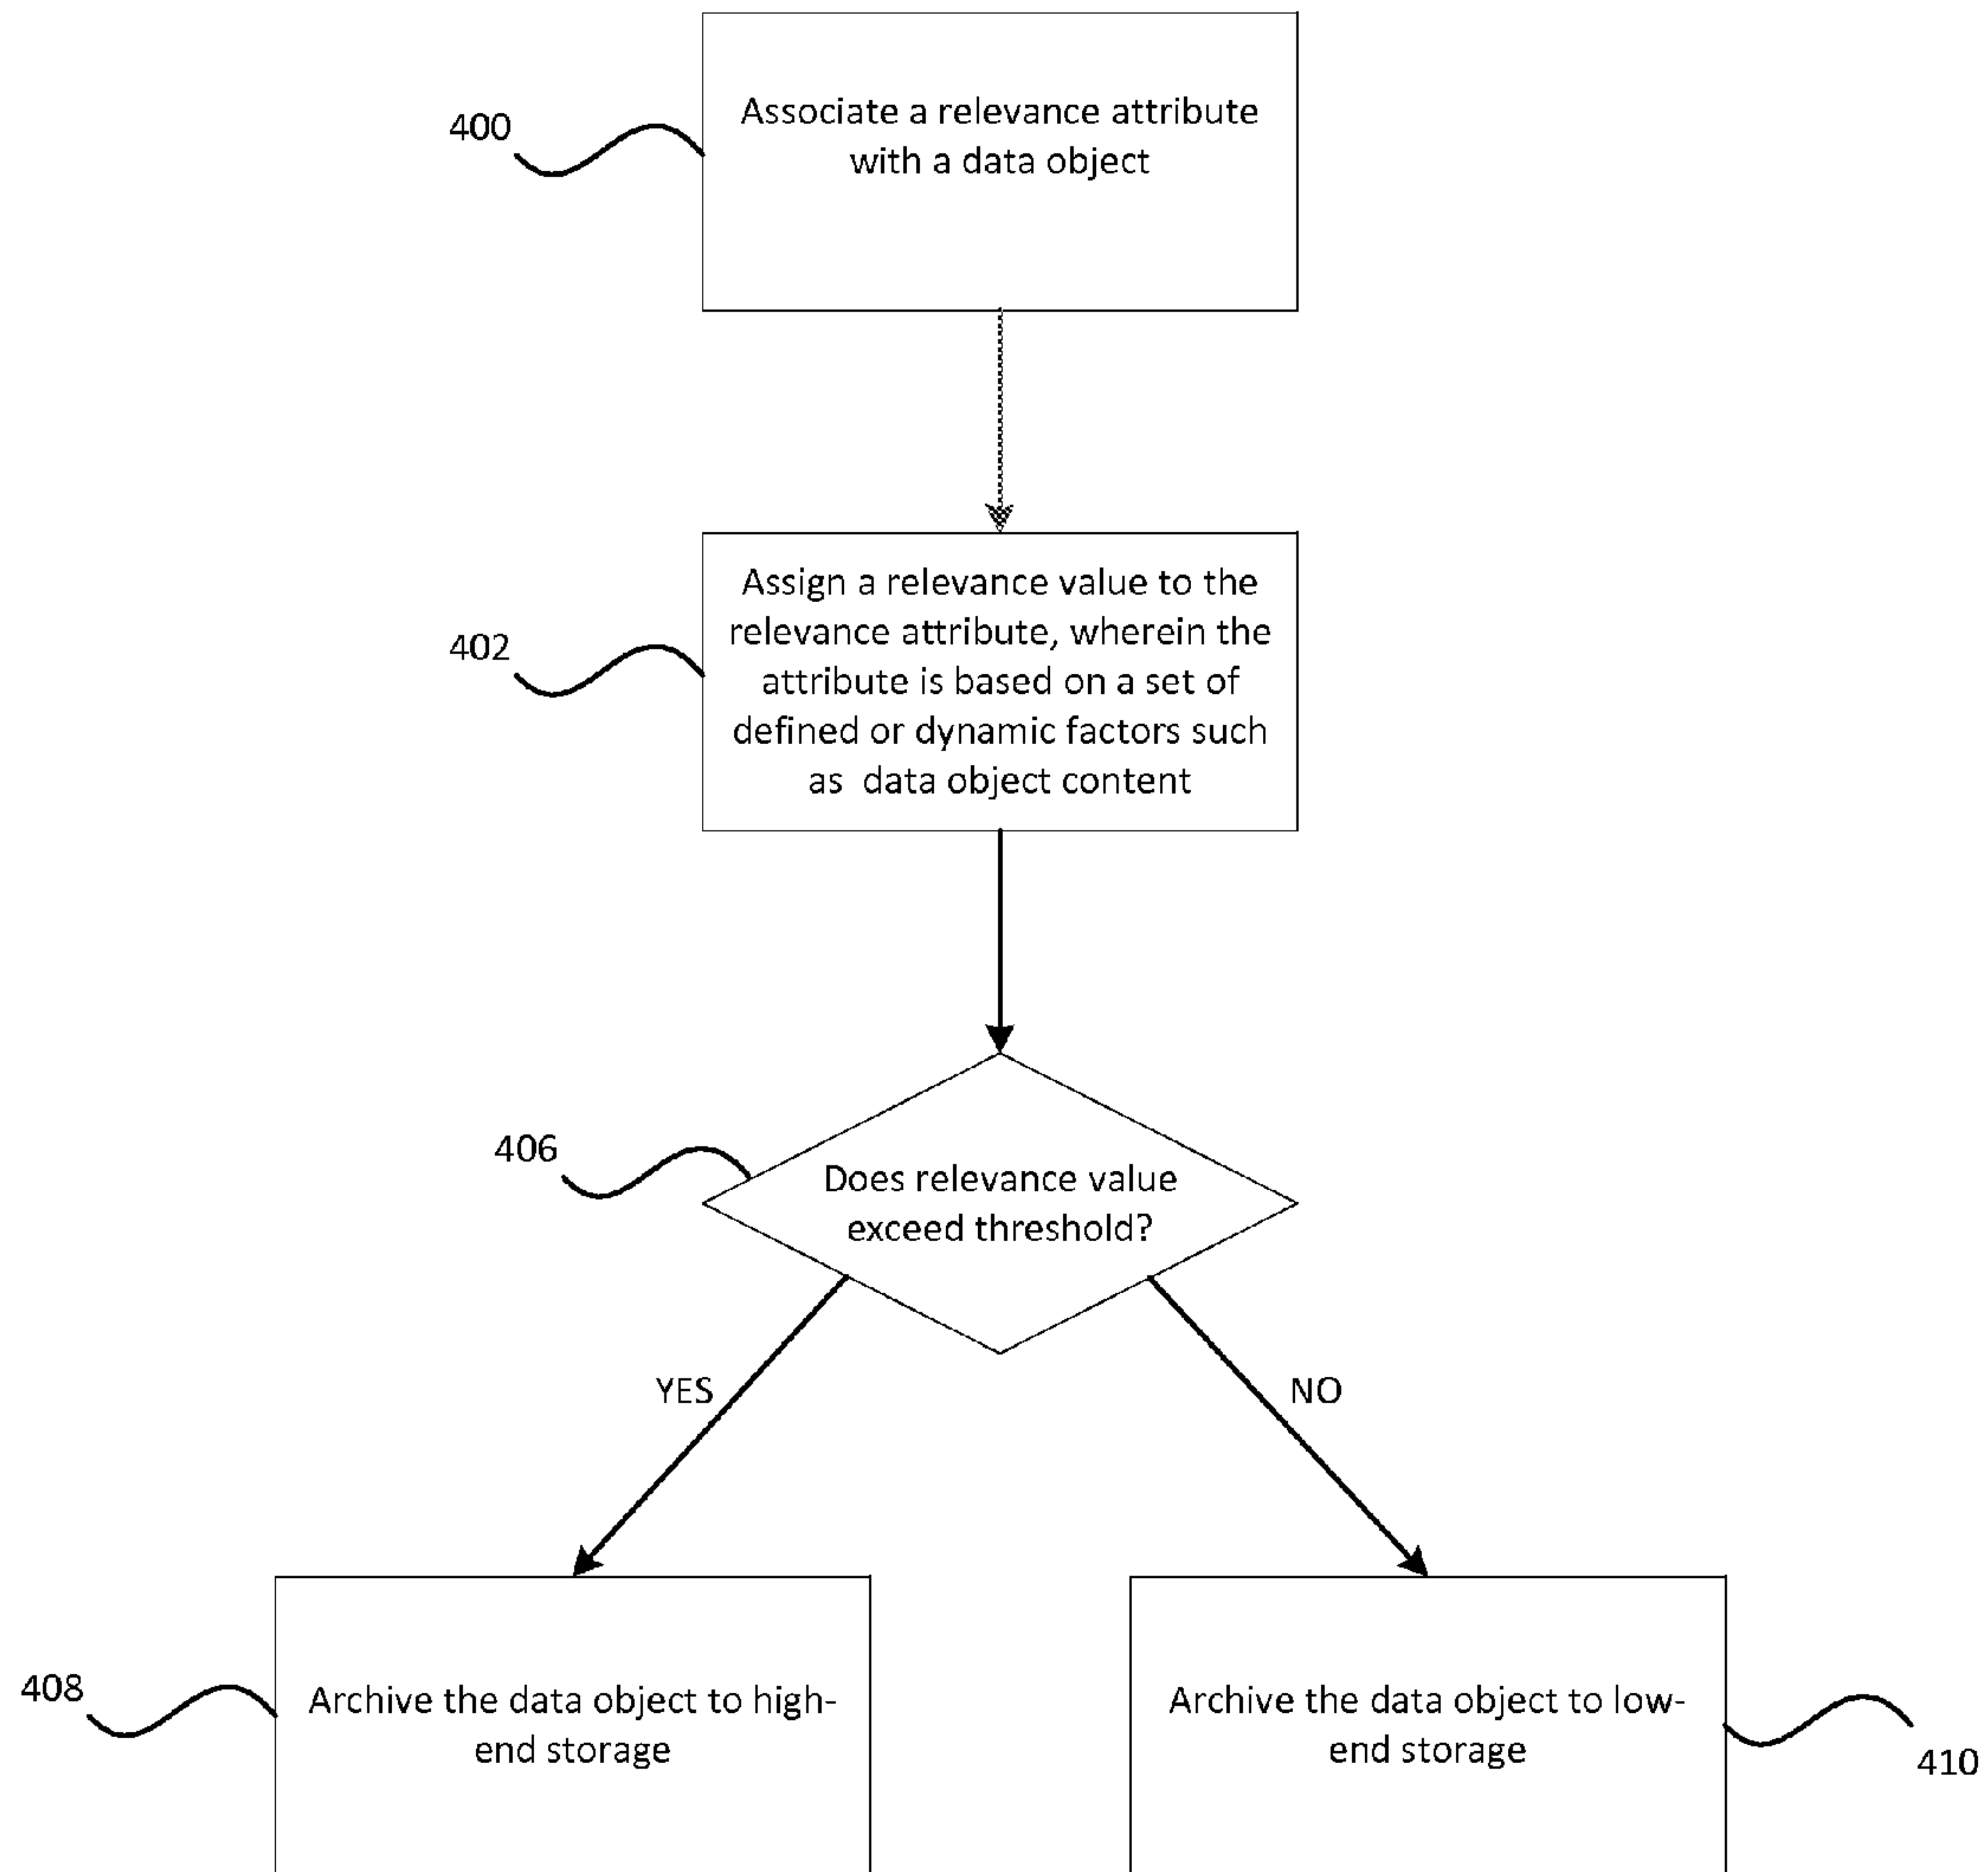 400
Associate a relevance attribute
with a data object
402
Assign a relevance value to the
relevance attribute, wherein the
attribute is based on a set of
defined or dynamic factors such
as data object content
406
Does relevance value
exceed threshold?
YES
NO
408
Archive the data object to high-
end storage
Archive the data object to low-
end storage
410